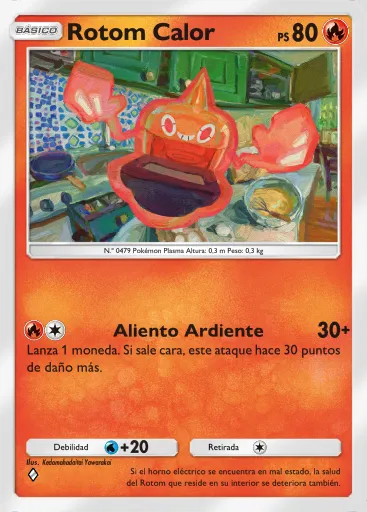 BÁSICO Rotom Calor PS 80
N.º 0479 Pokémon Plasma Altura: 0,3 m Peso: 0,3 kg
Aliento Ardiente 30+
Lanza 1 moneda. Si sale cara, este ataque hace 30 puntos
de daño más.
Debilidad +20 Retirada
Ilus. Kadomakadoitai Yawarakai
Si el horno eléctrico se encuentra en mal estado, la salud
del Rotom que reside en su interior se deteriora también.